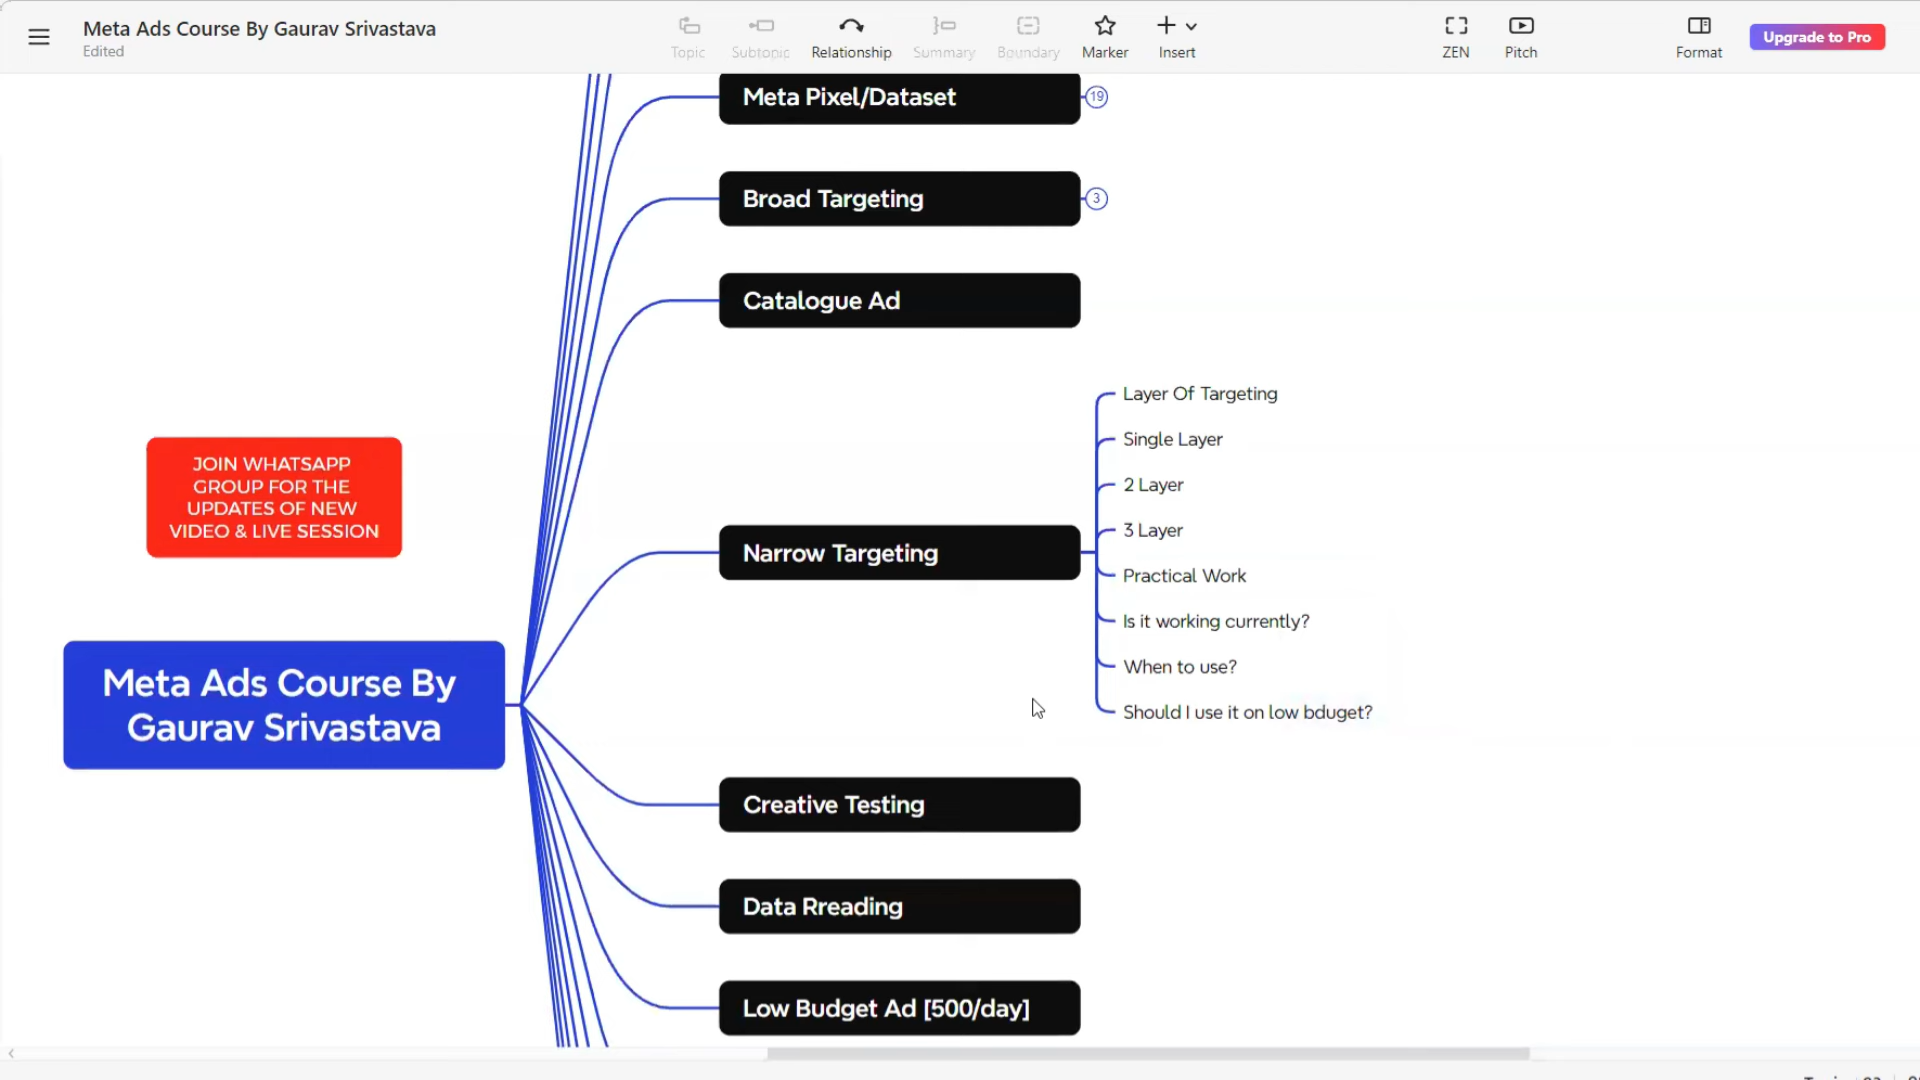 Meta Ads Course By Gaurav Srivastava
Edited
Topic
Subtopic
Relationship
Summary
Boundary
Marker
Insert
ZEN
Pitch
Format
Upgrade to Pro
Meta Pixel/Dataset
19
Broad Targeting
3
Catalogue Ad
Layer Of Targeting
Single Layer
2 Layer
3 Layer
Practical Work
Is it working currently?
When to use?
Should I use it on low bduget?
Narrow Targeting
JOIN WHATSAPP
GROUP FOR THE
UPDATES OF NEW
VIDEO & LIVE SESSION
Meta Ads Course By
Gaurav Srivastava
Creative Testing
Data Rreading
Low Budget Ad [500/day]